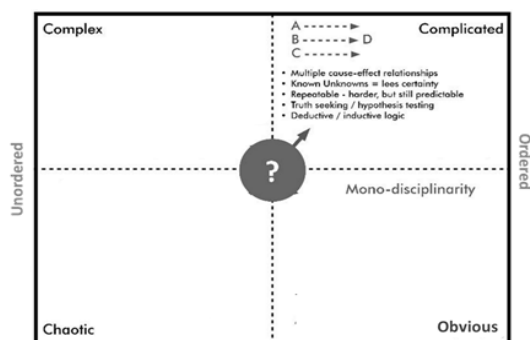 Complex
Complicated
A
B D
C
• Multiple cause-effect relationships
• Known Unknowns = lees certainty
• Repeatable - harder, but still predictable
• Truth seeking / hypothesis testing
• Deductive / inductive logic
Unordered
?
Ordered
Mono-disciplinarity
Chaotic
Obvious